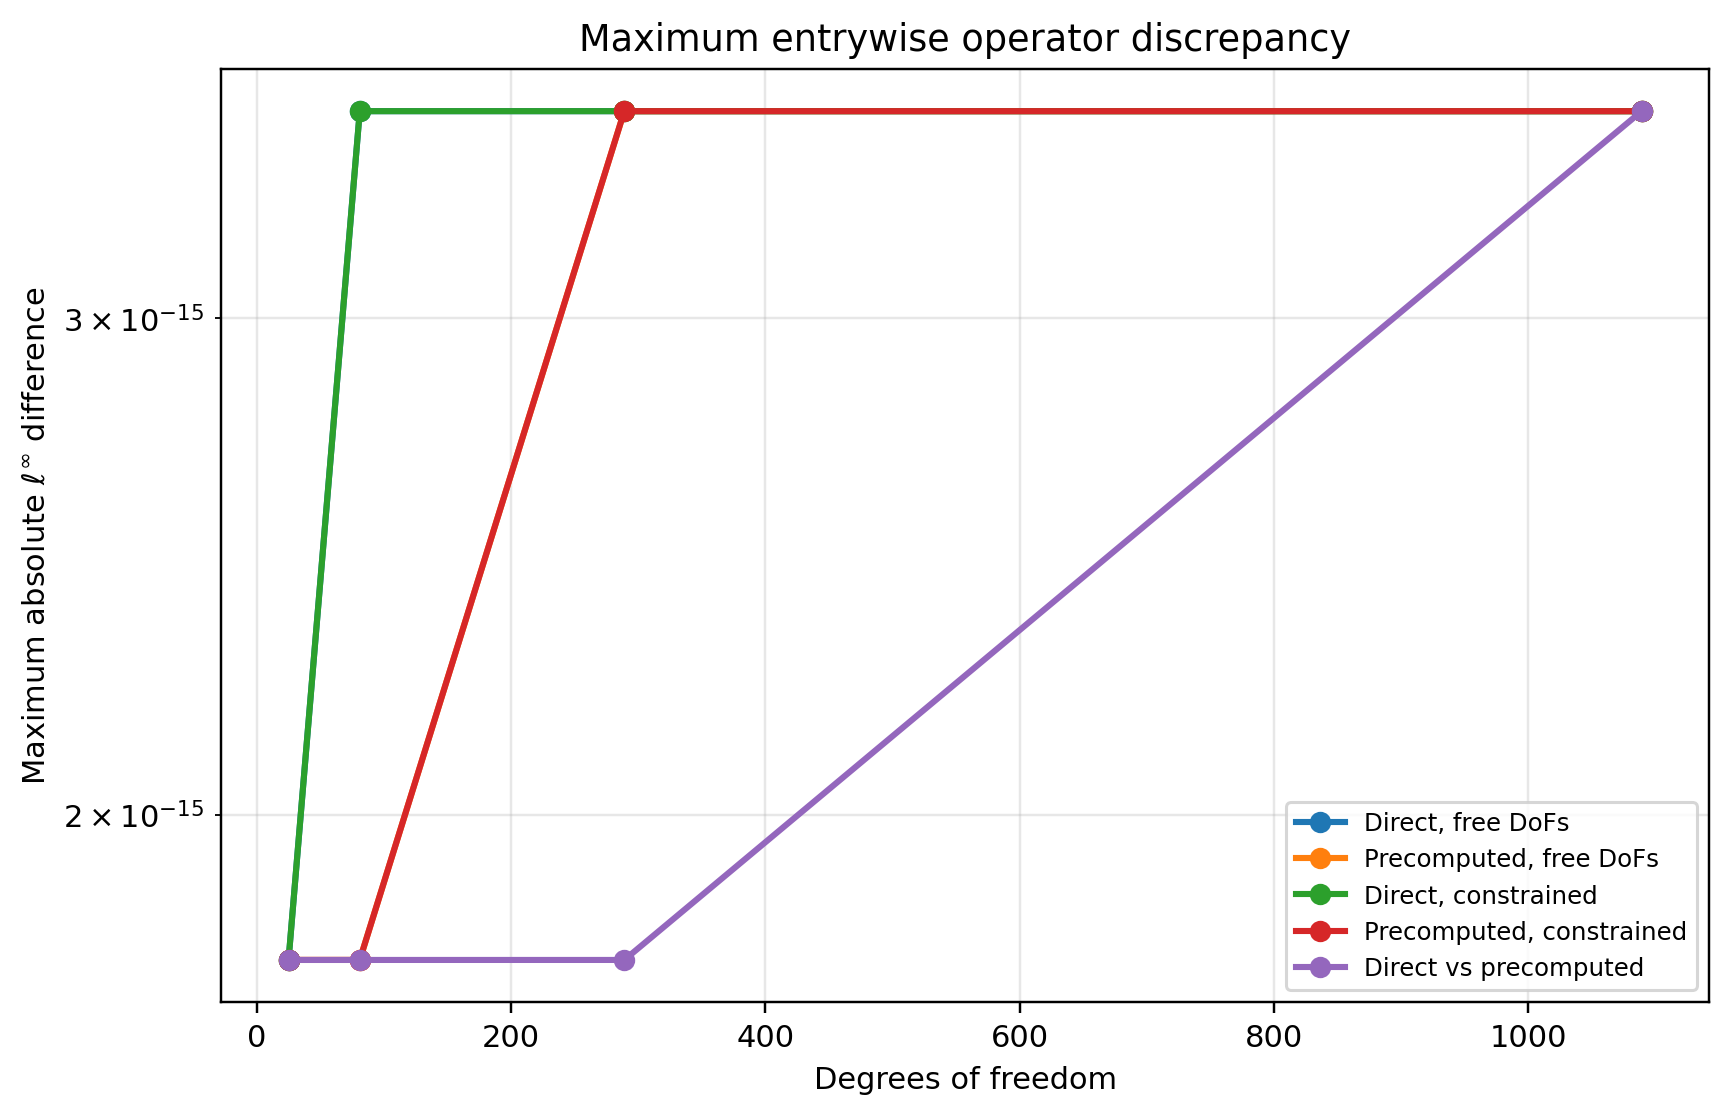 Maximum entrywise operator discrepancy
Maximum absolute ℓ^∞ difference
3 × 10⁻¹⁵
2 × 10⁻¹⁵
Direct, free DoFs
Precomputed, free DoFs
Direct, constrained
Precomputed, constrained
Direct vs precomputed
0 200 400 600 800 1000
Degrees of freedom